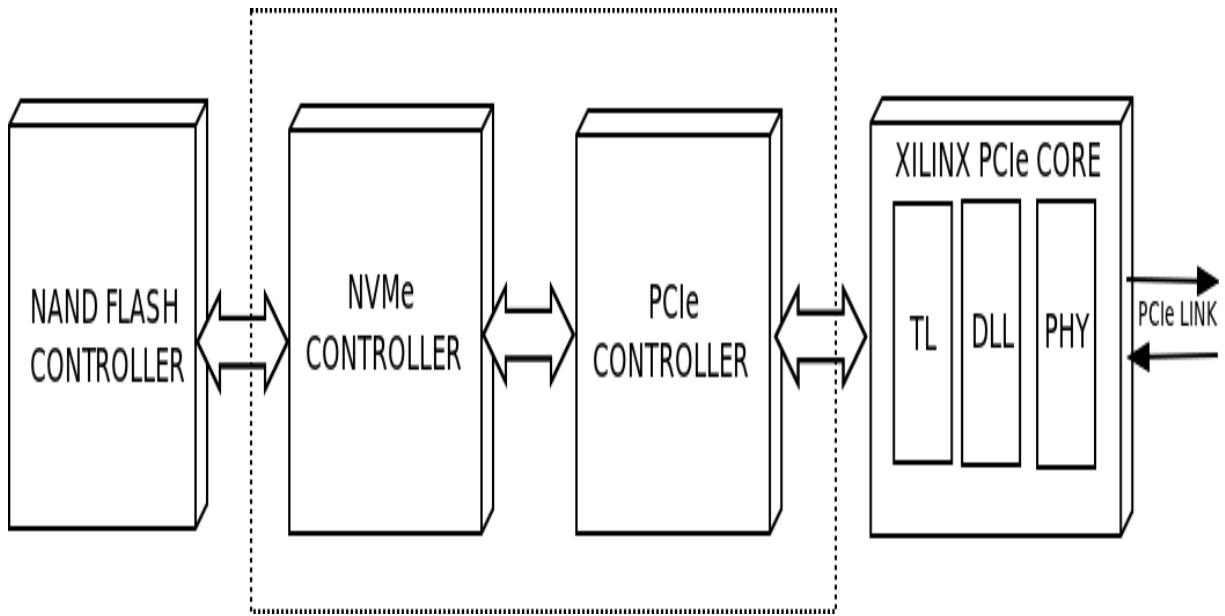 NAND FLASH
CONTROLLER
NVMe
CONTROLLER
PCIe
CONTROLLER
XILINX PCIe CORE
TL
DLL
PHY
PCIe LINK